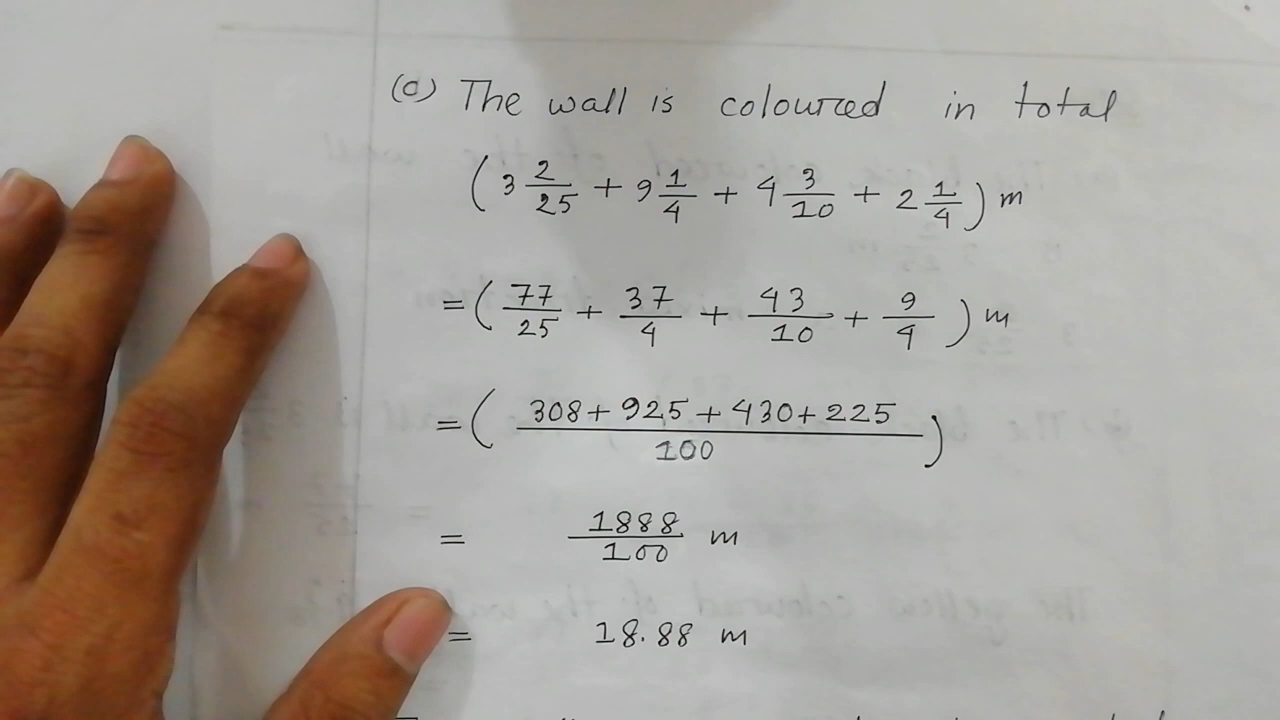 (a) The wall is coloured in total
(3 2/25 + 9 1/4 + 4 3/10 + 2 1/4) m
= (77/25 + 37/4 + 43/10 + 9/4) m
= (308 + 925 + 430 + 225 / 100)
= 1888/100 m
= 18.88 m